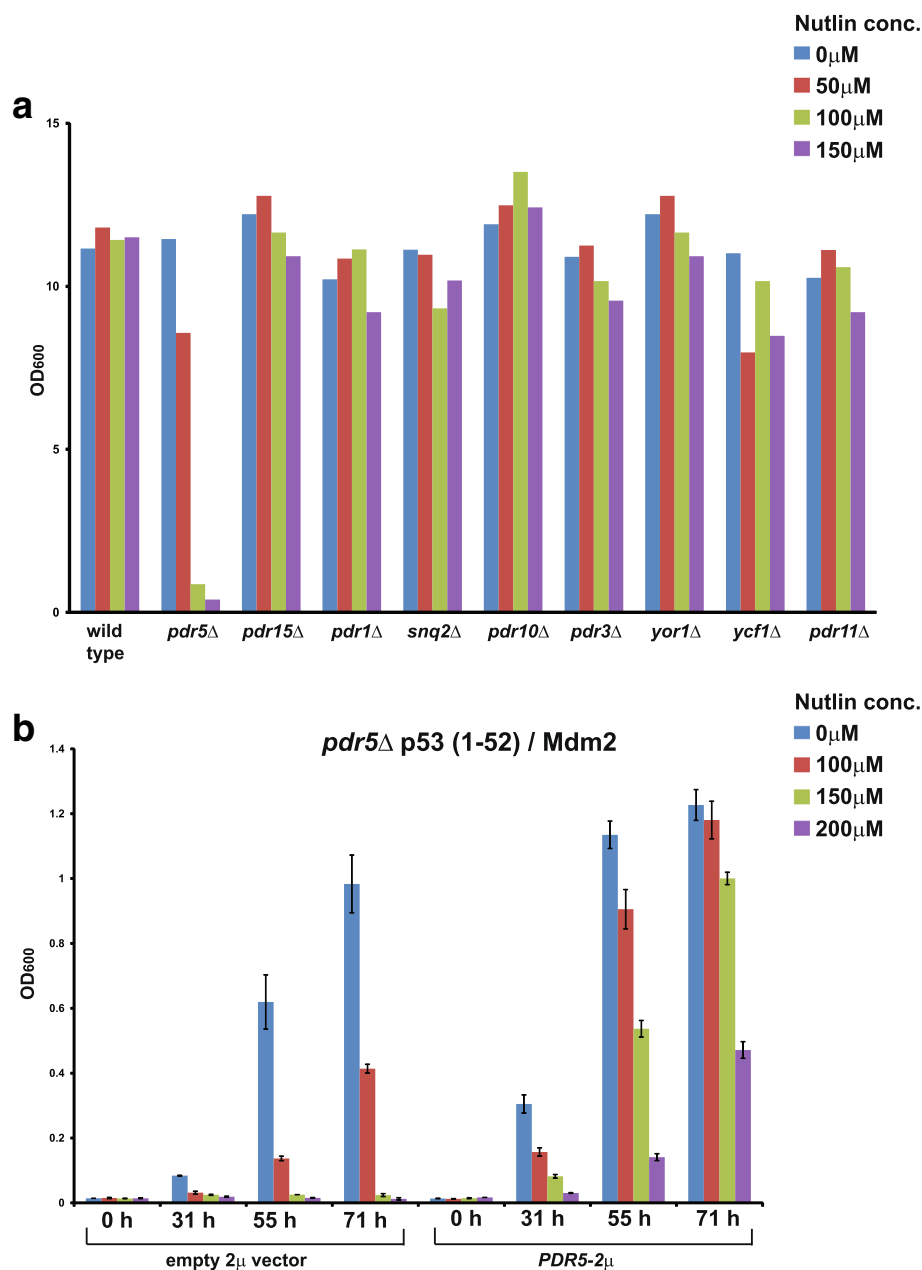 Nutlin conc.
0μM
50μM
100μM
150μM
a
15
10
5
0
OD600
wild type
pdr5Δ
pdr15Δ
pdr1Δ
snq2Δ
pdr10Δ
pdr3Δ
yor1Δ
ycf1Δ
pdr11Δ
b
pdr5Δ p53 (1-52) / Mdm2
Nutlin conc.
0μM
100μM
150μM
200μM
1.4
1.2
1
0.8
0.6
0.4
0.2
0
OD600
0 h 31 h 55 h 71 h 0 h 31 h 55 h 71 h
empty 2μ vector
PDR5-2μ